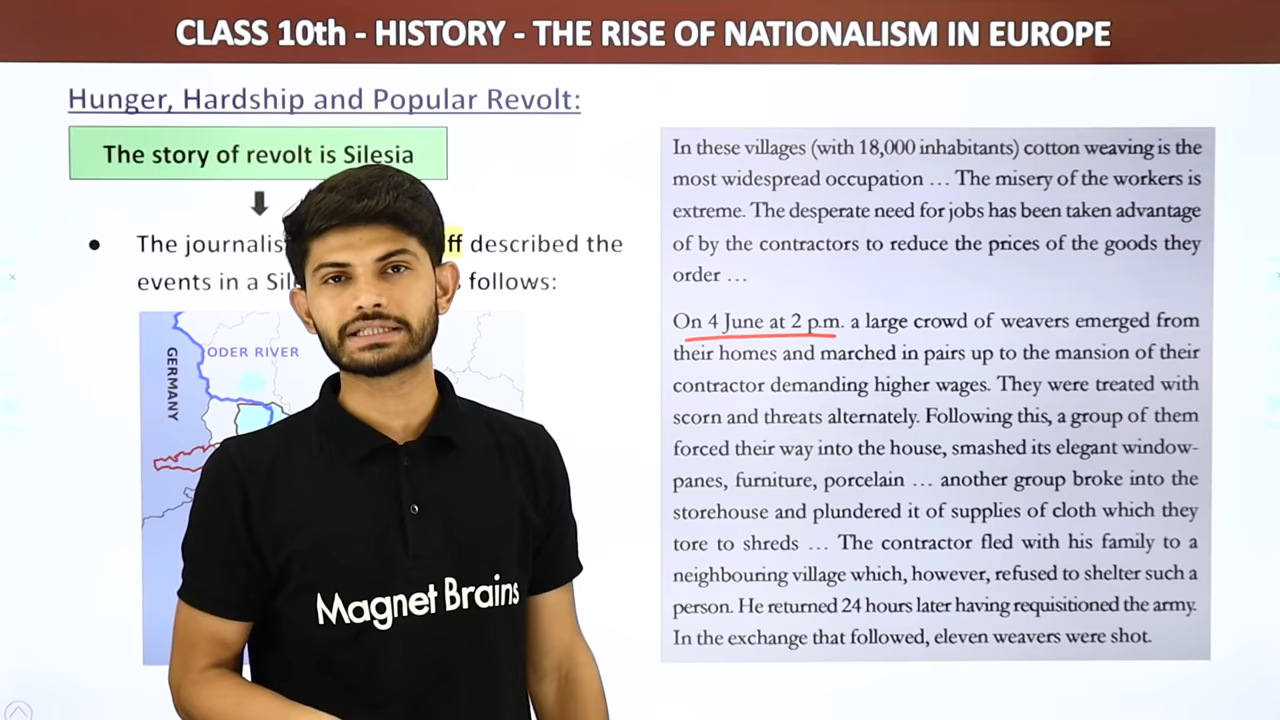 CLASS 10th - HISTORY - THE RISE OF NATIONALISM IN EUROPE
Hunger, Hardship and Popular Revolt:
The story of revolt is Silesia
The journalis ff described the
events in a Sil s follows:
GERMANY
ODER RIVER
Magnet Brains
In these villages (with 18,000 inhabitants) cotton weaving is the
most widespread occupation … The misery of the workers is
extreme. The desperate need for jobs has been taken advantage
of by the contractors to reduce the prices of the goods they
order …
On 4 June at 2 p.m. a large crowd of weavers emerged from
their homes and marched in pairs up to the mansion of their
contractor demanding higher wages. They were treated with
scorn and threats alternately. Following this, a group of them
forced their way into the house, smashed its elegant window-
panes, furniture, porcelain … another group broke into the
storehouse and plundered it of supplies of cloth which they
tore to shreds … The contractor fled with his family to a
neighbouring village which, however, refused to shelter such a
person. He returned 24 hours later having requisitioned the army.
In the exchange that followed, eleven weavers were shot.